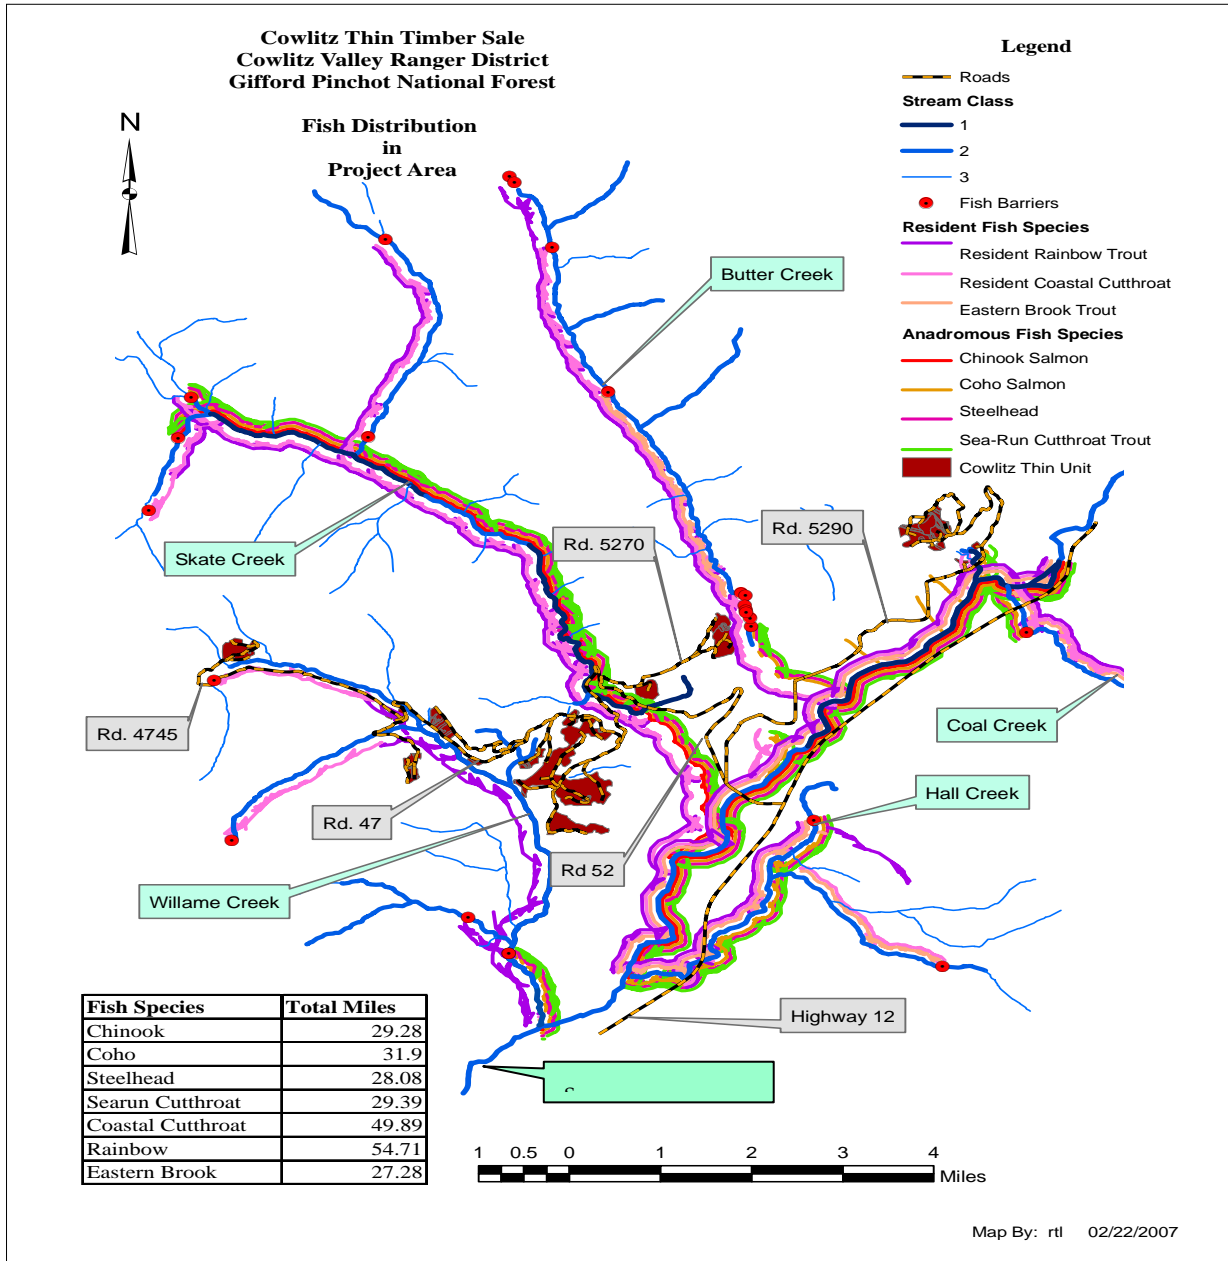 Cowlitz Thin Timber Sale
Cowlitz Valley Ranger District
Gifford Pinchot National Forest
Fish Distribution
in
Project Area
N
Legend
Roads
Stream Class
1
2
3
Fish Barriers
Resident Fish Species
Resident Rainbow Trout
Resident Coastal Cutthroat
Eastern Brook Trout
Anadromous Fish Species
Chinook Salmon
Coho Salmon
Steelhead
Sea-Run Cutthroat Trout
Cowlitz Thin Unit
Butter Creek
Skate Creek
Rd. 5270
Rd. 5290
Rd. 4745
Coal Creek
Hall Creek
Rd. 47
Rd 52
Willame Creek
Highway 12
Fish Species Total Miles
Chinook 29.28
Coho 31.9
Steelhead 28.08
Searun Cutthroat 29.39
Coastal Cutthroat 49.89
Rainbow 54.71
Eastern Brook 27.28
1 0.5 0 1 2 3 4
Miles
Map By: rtl 02/22/2007